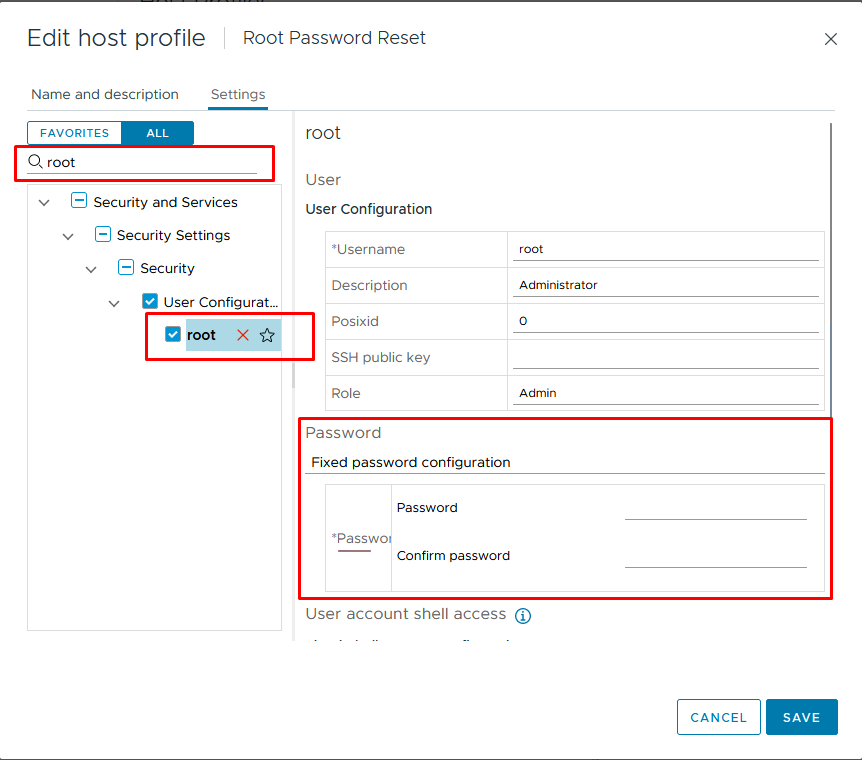 Edit host profile Root Password Reset
Name and description Settings
FAVORITES ALL
root
Security and Services
Security Settings
Security
User Configurat...
root
root
User
User Configuration
*Username root
Description Administrator
Posixid 0
SSH public key
Role Admin
Password
Fixed password configuration
*Passwor
Password
Confirm password
User account shell access
CANCEL SAVE